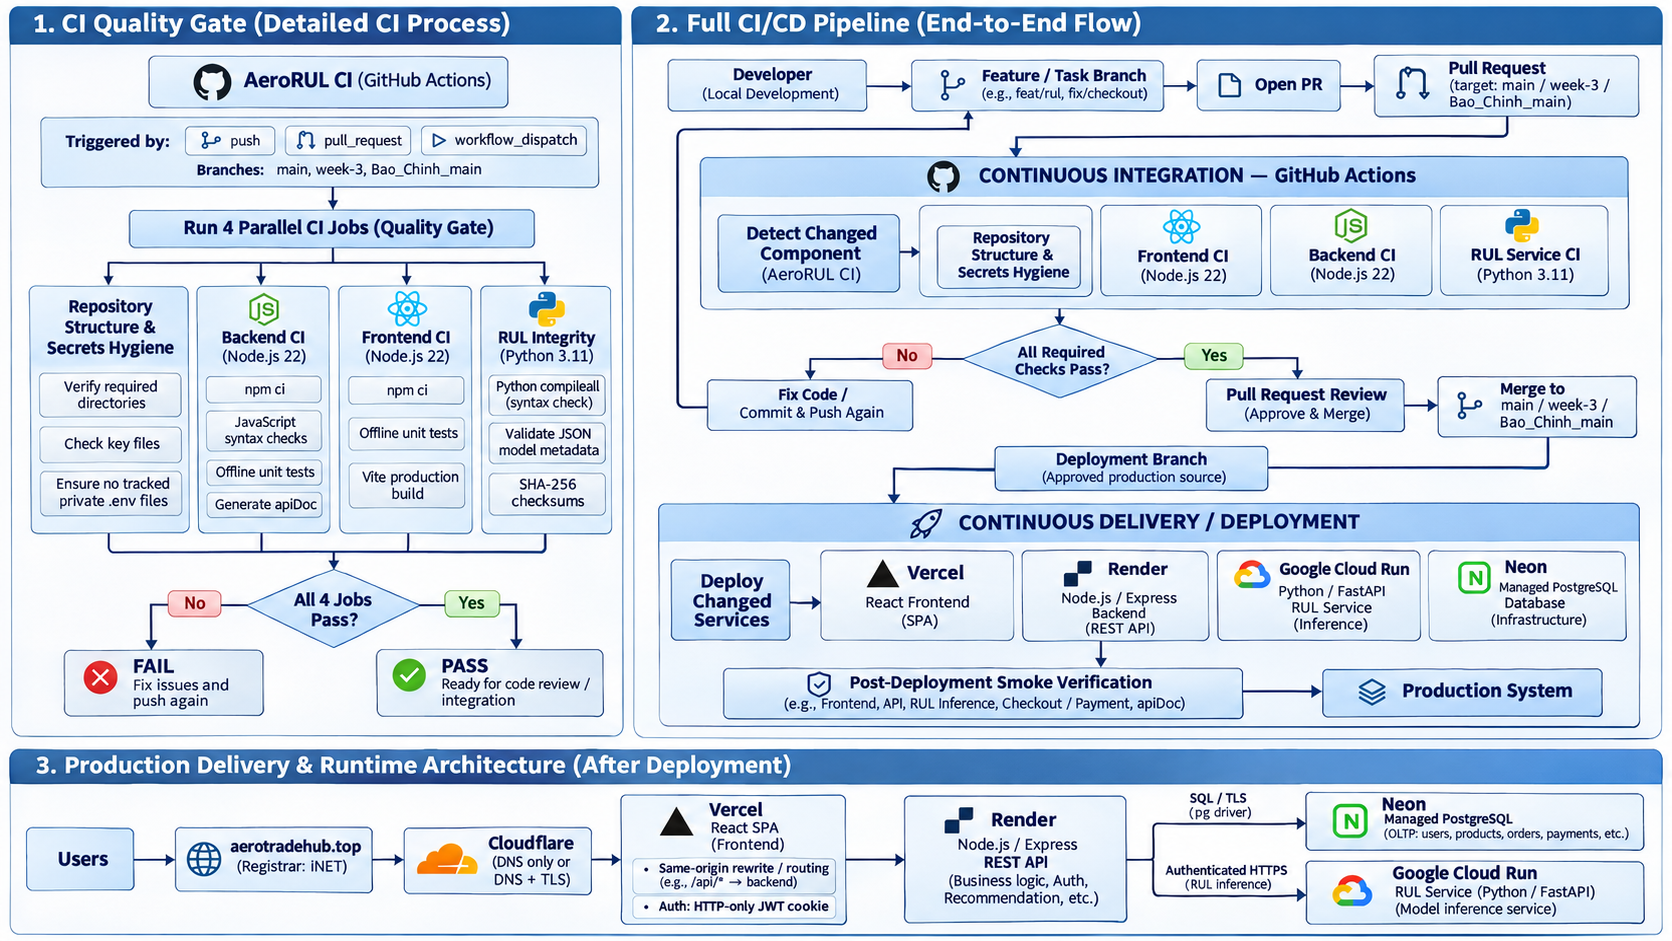 1. CI Quality Gate (Detailed CI Process)
AeroRUL CI (GitHub Actions)
Triggered by:
push
pull_request
workflow_dispatch
Branches: main, week-3, Bao_Chinh_main
Run 4 Parallel CI Jobs (Quality Gate)
Repository
Structure &
Secrets Hygiene
Verify required
directories
Check key files
Ensure no tracked
private .env files
Backend CI
(Node.js 22)
npm ci
JavaScript
syntax checks
Offline unit tests
Generate apiDoc
Frontend CI
(Node.js 22)
npm ci
Offline unit tests
Vite production
build
RUL Integrity
(Python 3.11)
Python compileall
(syntax check)
Validate JSON
model metadata
SHA-256
checksums
All 4 Jobs
Pass?
No
Yes
FAIL
Fix issues and
push again
PASS
Ready for code review /
integration
2. Full CI/CD Pipeline (End-to-End Flow)
Developer
(Local Development)
Feature / Task Branch
(e.g., feat/rul, fix/checkout)
Open PR
Pull Request
(target: main / week-3 /
Bao_Chinh_main)
CONTINUOUS INTEGRATION — GitHub Actions
Detect Changed
Component
(AeroRUL CI)
Repository
Structure &
Secrets Hygiene
Frontend CI
(Node.js 22)
JS
Backend CI
(Node.js 22)
RUL Service CI
(Python 3.11)
All Required
Checks Pass?
No
Yes
Fix Code /
Commit & Push Again
Pull Request Review
(Approve & Merge)
Merge to
main / week-3 /
Bao_Chinh_main
Deployment Branch
(Approved production source)
CONTINUOUS DELIVERY / DEPLOYMENT
Deploy
Changed
Services
Vercel
React Frontend
(SPA)
Render
Node.js / Express
Backend
(REST API)
Google Cloud Run
Python / FastAPI
RUL Service
(Inference)
Neon
Managed PostgreSQL
Database
(Infrastructure)
Post-Deployment Smoke Verification
(e.g., Frontend, API, RUL Inference, Checkout / Payment, apiDoc)
Production System
3. Production Delivery & Runtime Architecture (After Deployment)
Users
aerotradehub.top
(Registrar: iNET)
Cloudflare
(DNS only or
DNS + TLS)
Vercel
React SPA
(Frontend)
• Same-origin rewrite / routing
(e.g., /api/* → backend)
• Auth: HTTP-only JWT cookie
Render
Node.js / Express
REST API
(Business logic, Auth,
Recommendation, etc.)
SQL / TLS
(pg driver)
Authenticated HTTPS
(RUL inference)
Neon
Managed PostgreSQL
(OLTP: users, products, orders, payments, etc.)
Google Cloud Run
RUL Service (Python / FastAPI)
(Model inference service)